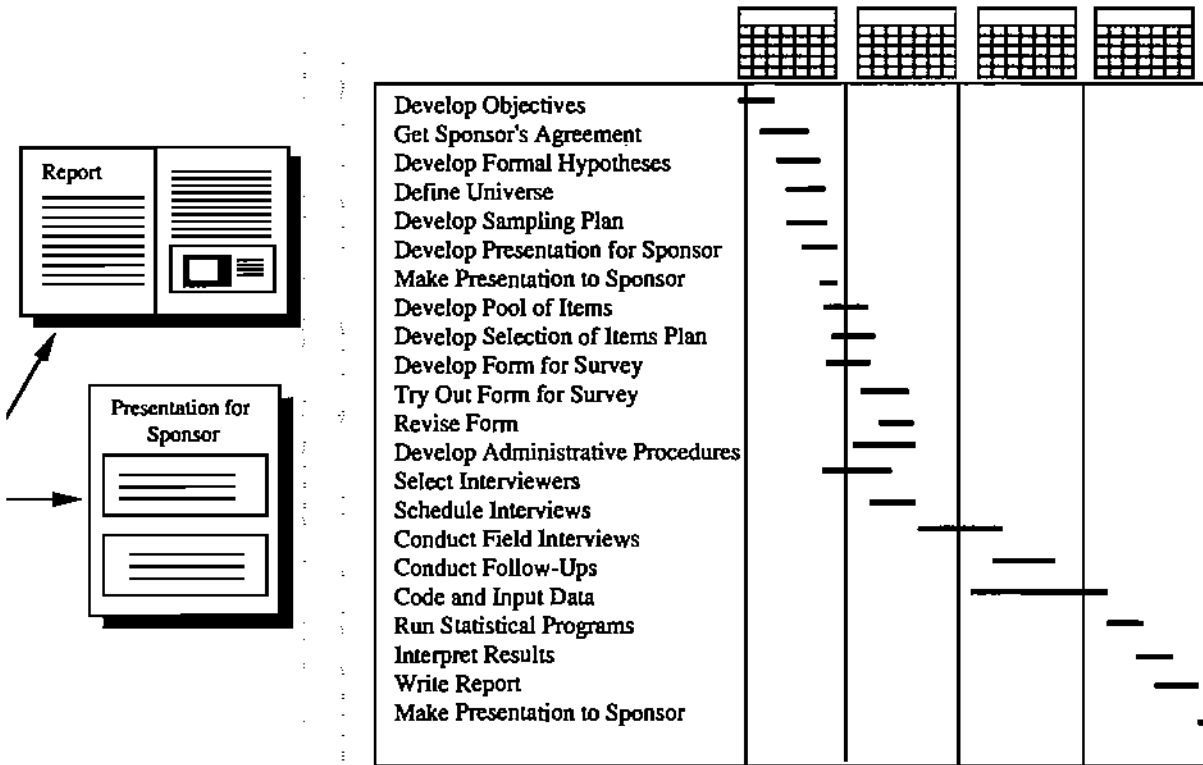 Report
Presentation for
Sponsor
Develop Objectives
Get Sponsor's Agreement
Develop Formal Hypotheses
Define Universe
Develop Sampling Plan
Develop Presentation for Sponsor
Make Presentation to Sponsor
Develop Pool of Items
Develop Selection of Items Plan
Develop Form for Survey
Try Out Form for Survey
Revise Form
Develop Administrative Procedures
Select Interviewers
Schedule Interviews
Conduct Field Interviews
Conduct Follow-Ups
Code and Input Data
Run Statistical Programs
Interpret Results
Write Report
Make Presentation to Sponsor